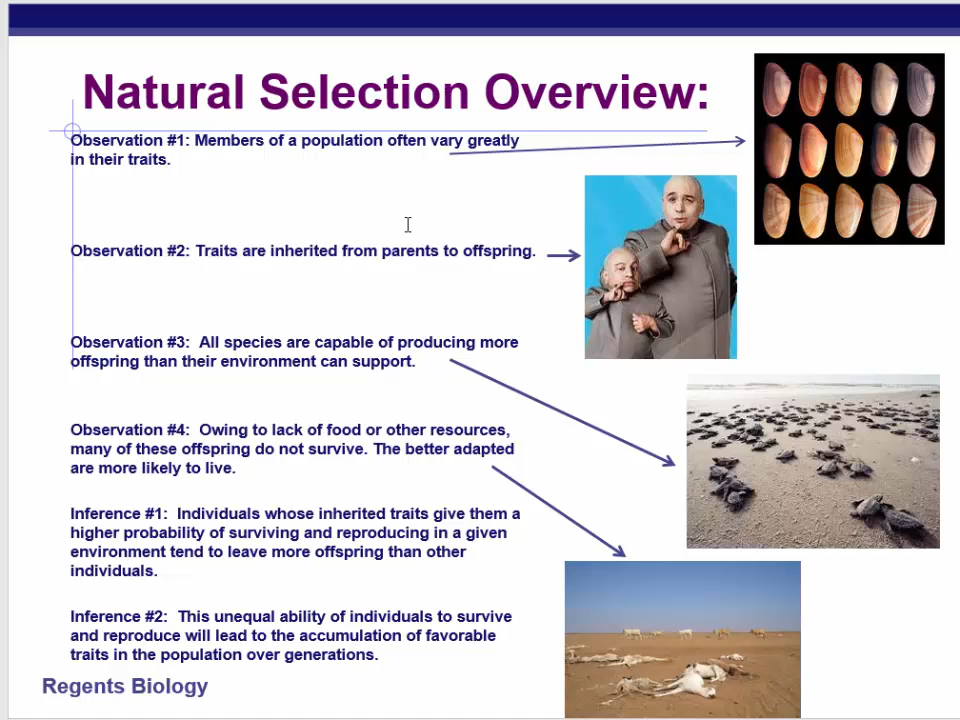 Natural Selection Overview:
Observation #1: Members of a population often vary greatly
in their traits.
Observation #2: Traits are inherited from parents to offspring.
Observation #3:  All species are capable of producing more
offspring than their environment can support.
Observation #4:  Owing to lack of food or other resources,
many of these offspring do not survive. The better adapted
are more likely to live.
Inference #1:  Individuals whose inherited traits give them a
higher probability of surviving and reproducing in a given
environment tend to leave more offspring than other
individuals.
Inference #2:  This unequal ability of individuals to survive
and reproduce will lead to the accumulation of favorable
traits in the population over generations.
Regents Biology